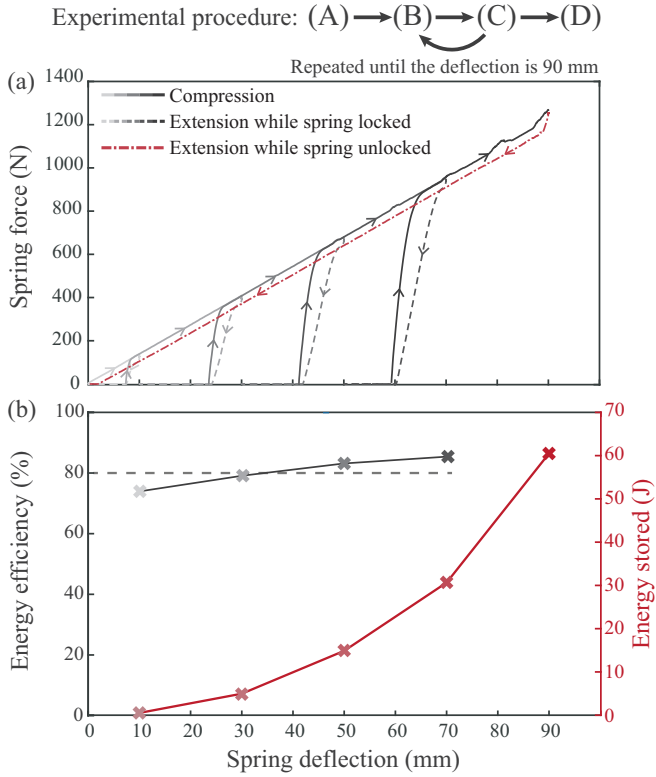 Experimental procedure: (A) (B) (C) (D)
Repeated until the deflection is 90 mm
(a)
1400
1200
1000
800
600
400
200
0
Spring force (N)
Compression
Extension while spring locked
Extension while spring unlocked
(b)
100
80
60
40
20
0
Energy efficiency (%)
70
60
50
40
30
20
10
0
Energy stored (J)
0 10 20 30 40 50 60 70 80 90
Spring deflection (mm)